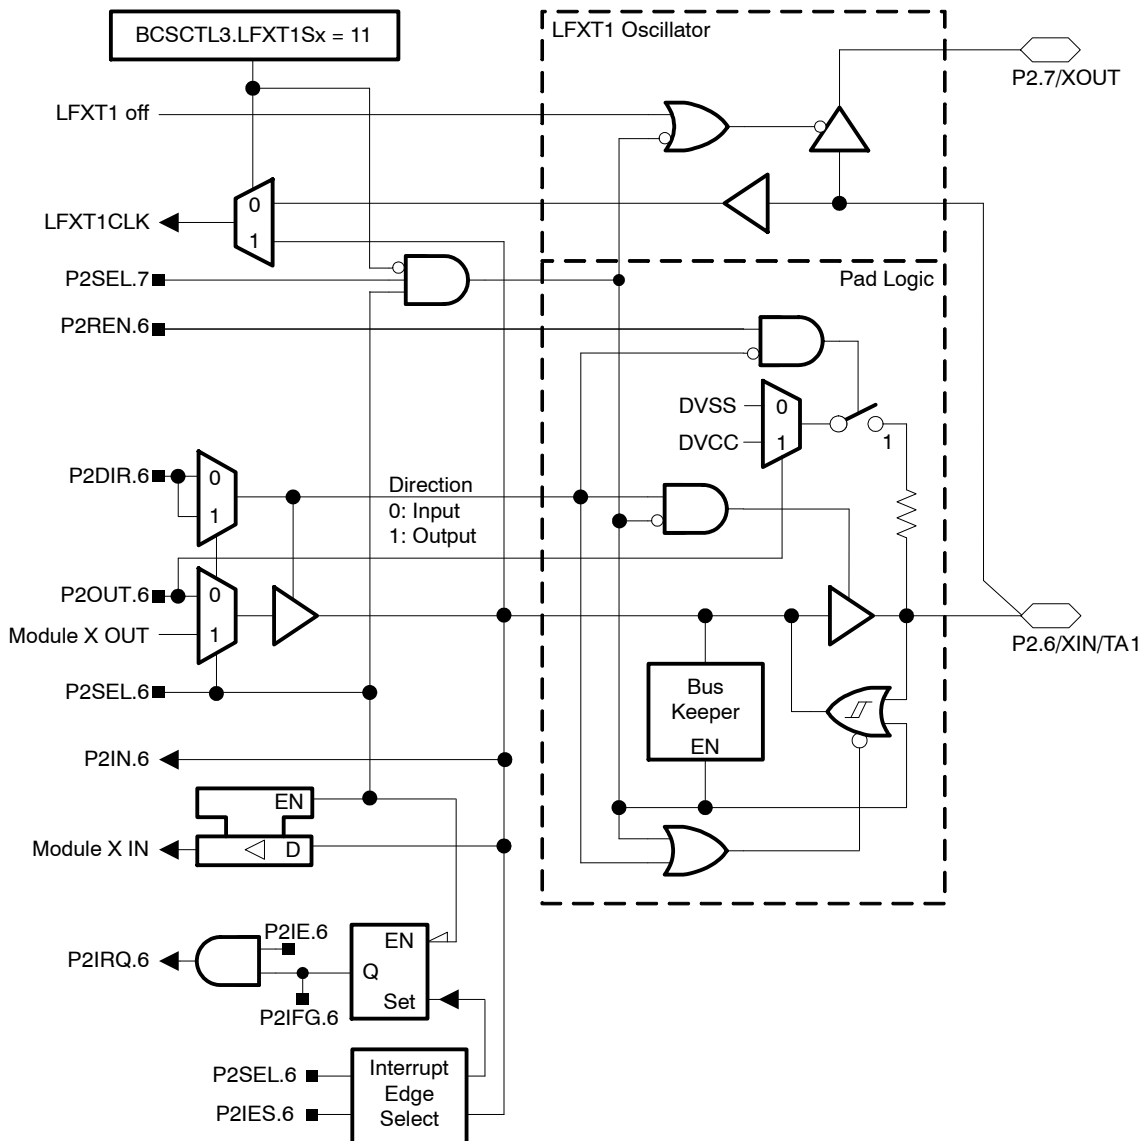 BCSCTL3.LFXT1Sx = 11
LFXT1 Oscillator
P2.7/XOUT
LFXT1 off
0
LFXT1CLK
1
P2SEL.7
Pad Logic
P2REN.6
DVSS
0
DVCC
1
1
P2DIR.6
0
1
Direction
0: Input
1: Output
P2OUT.6
0
Module X OUT
1
P2.6/XIN/TA1
P2SEL.6
Bus
Keeper
EN
P2IN.6
EN
Module X IN
D
P2IE.6
EN
P2IRQ.6
Q
Set
P2IFG.6
P2SEL.6
P2IES.6
Interrupt
Edge
Select